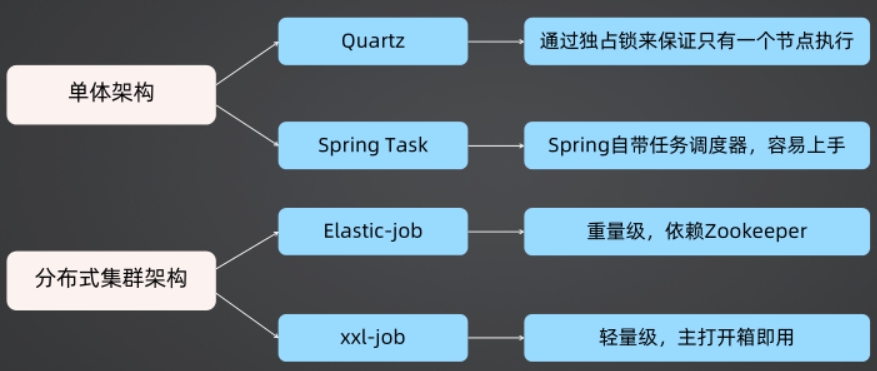 单体架构
Quartz
通过独占锁来保证只有一个节点执行
Spring Task
Spring自带任务调度器，容易上手
分布式集群架构
Elastic-job
重量级，依赖Zookeeper
xxl-job
轻量级，主打开箱即用